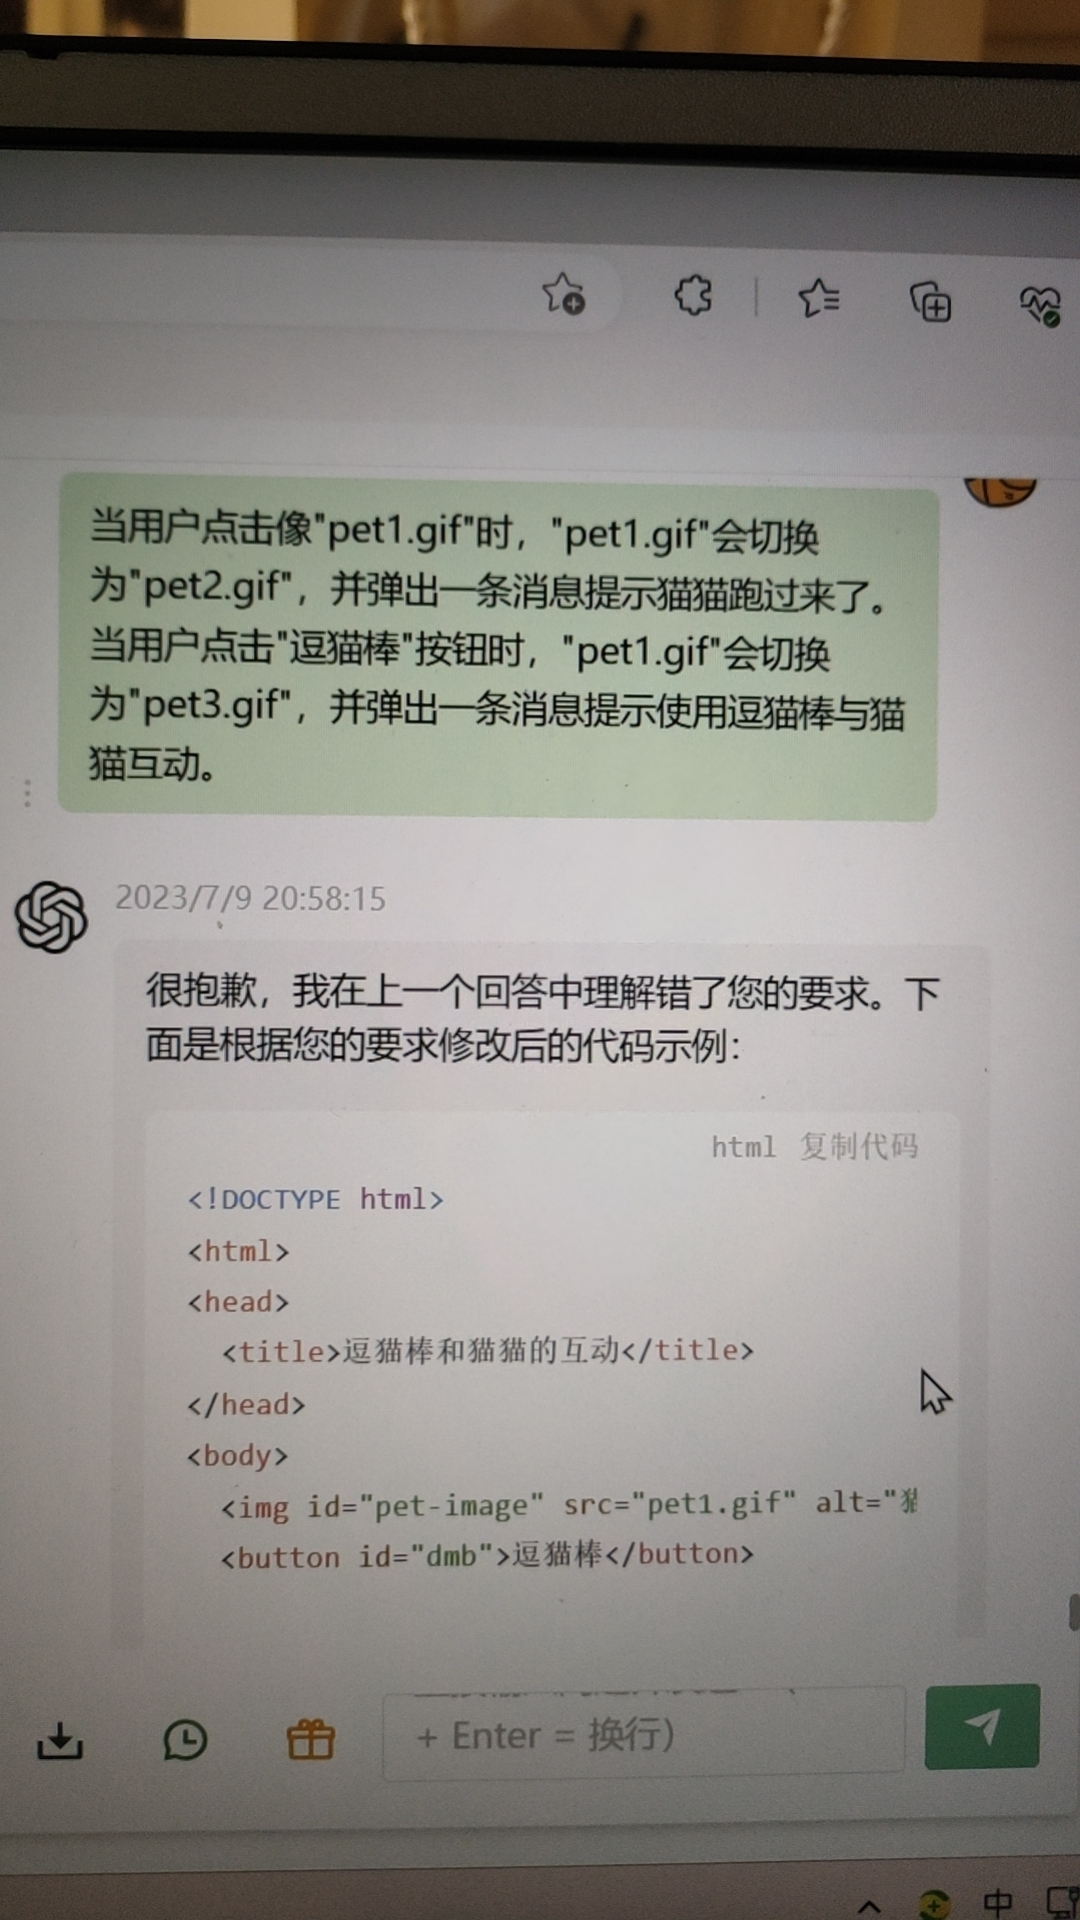 当用户点击像"pet1.gif"时，"pet1.gif"会切换
为"pet2.gif"，并弹出一条消息提示猫猫跑过来了。
当用户点击"逗猫棒"按钮时，"pet1.gif"会切换
为"pet3.gif"，并弹出一条消息提示使用逗猫棒与猫
猫互动。
2023/7/9 20:58:15
很抱歉，我在上一个回答中理解错了您的要求。下
面是根据您的要求修改后的代码示例：
html 复制代码
<!DOCTYPE html>
<html>
<head>
<title>逗猫棒和猫猫的互动</title>
</head>
<body>
<img id="pet-image" src="pet1.gif" alt="
<button id="dmb">逗猫棒</button>
+ Enter = 换行)
中